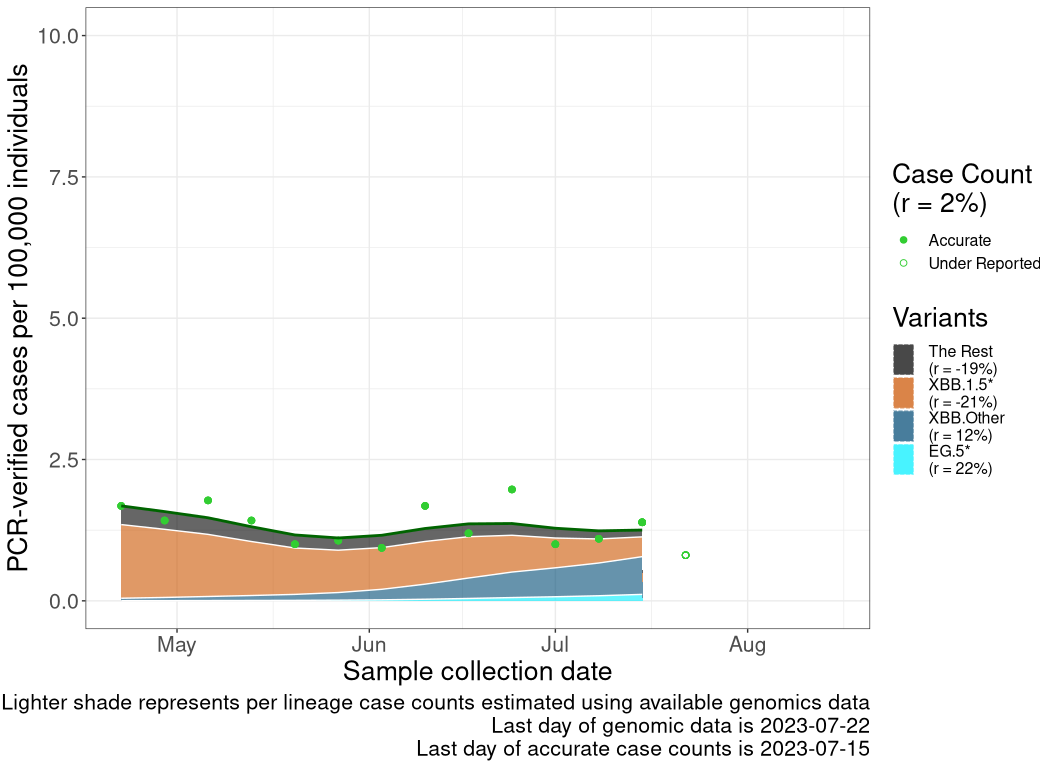 PCR-verified cases per 100,000 individuals
10.0
7.5
5.0
2.5
0.0
May
Jun
Jul
Aug
Sample collection date
Case Count
(r = 2%)
Accurate
Under Reported
Variants
The Rest
(r = -19%)
XBB.1.5*
(r = -21%)
XBB.Other
(r = 12%)
EG.5*
(r = 22%)
Lighter shade represents per lineage case counts estimated using available genomics data
Last day of genomic data is 2023-07-22
Last day of accurate case counts is 2023-07-15